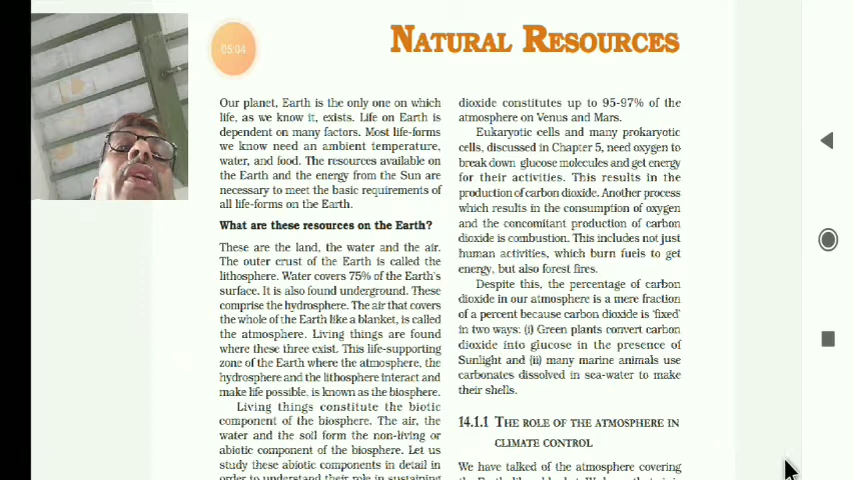 05:04
NATURAL RESOURCES
Our planet, Earth is the only one on which
life, as we know it, exists. Life on Earth is
dependent on many factors. Most life-forms
we know need an ambient temperature,
water, and food. The resources available on
the Earth and the energy from the Sun are
necessary to meet the basic requirements of
all life-forms on the Earth.
What are these resources on the Earth?
These are the land, the water and the air.
The outer crust of the Earth is called the
lithosphere. Water covers 75% of the Earth's
surface. It is also found underground. These
comprise the hydrosphere. The air that covers
the whole of the Earth like a blanket, is called
the atmosphere. Living things are found
where these three exist. This life-supporting
zone of the Earth where the atmosphere, the
hydrosphere and the lithosphere interact and
make life possible, is known as the biosphere.
Living things constitute the biotic
component of the biosphere. The air, the
water and the soil form the non-living or
abiotic component of the biosphere. Let us
study these abiotic components in detail in
order to understand their role in sustaining
dioxide constitutes up to 95-97% of the
atmosphere on Venus and Mars.
Eukaryotic cells and many prokaryotic
cells, discussed in Chapter 5, need oxygen to
break down glucose molecules and get energy
for their activities. This results in the
production of carbon dioxide. Another process
which results in the consumption of oxygen
and the concomitant production of carbon
dioxide is combustion. This includes not just
human activities, which burn fuels to get
energy, but also forest fires.
Despite this, the percentage of carbon
dioxide in our atmosphere is a mere fraction
of a percent because carbon dioxide is 'fixed'
in two ways: (i) Green plants convert carbon
dioxide into glucose in the presence of
Sunlight and (ii) many marine animals use
carbonates dissolved in sea-water to make
their shells.
14.1.1 THE ROLE OF THE ATMOSPHERE IN
CLIMATE CONTROL
We have talked of the atmosphere covering